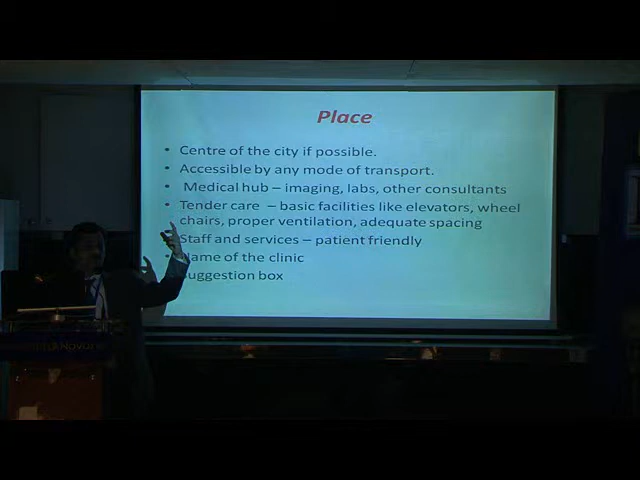 Place
• Centre of the city if possible.
• Accessible by any mode of transport.
• Medical hub – imaging, labs, other consultants
• Tender care – basic facilities like elevators, wheel
chairs, proper ventilation, adequate spacing
Staff and services – patient friendly
of the clinic
box